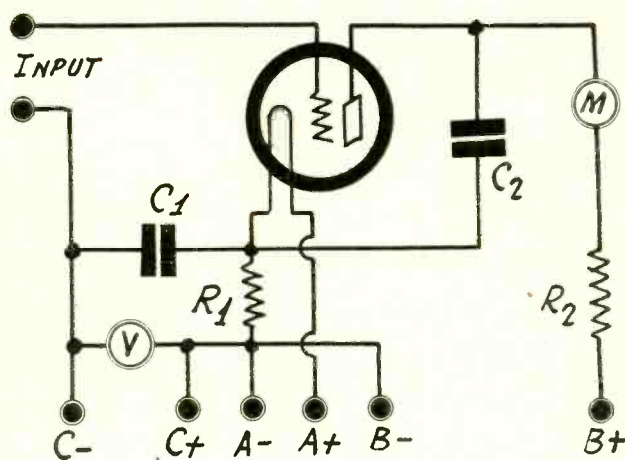 INPUT
M
C1
C2
R1
R2
V
C- C+ A- A+ B- B+